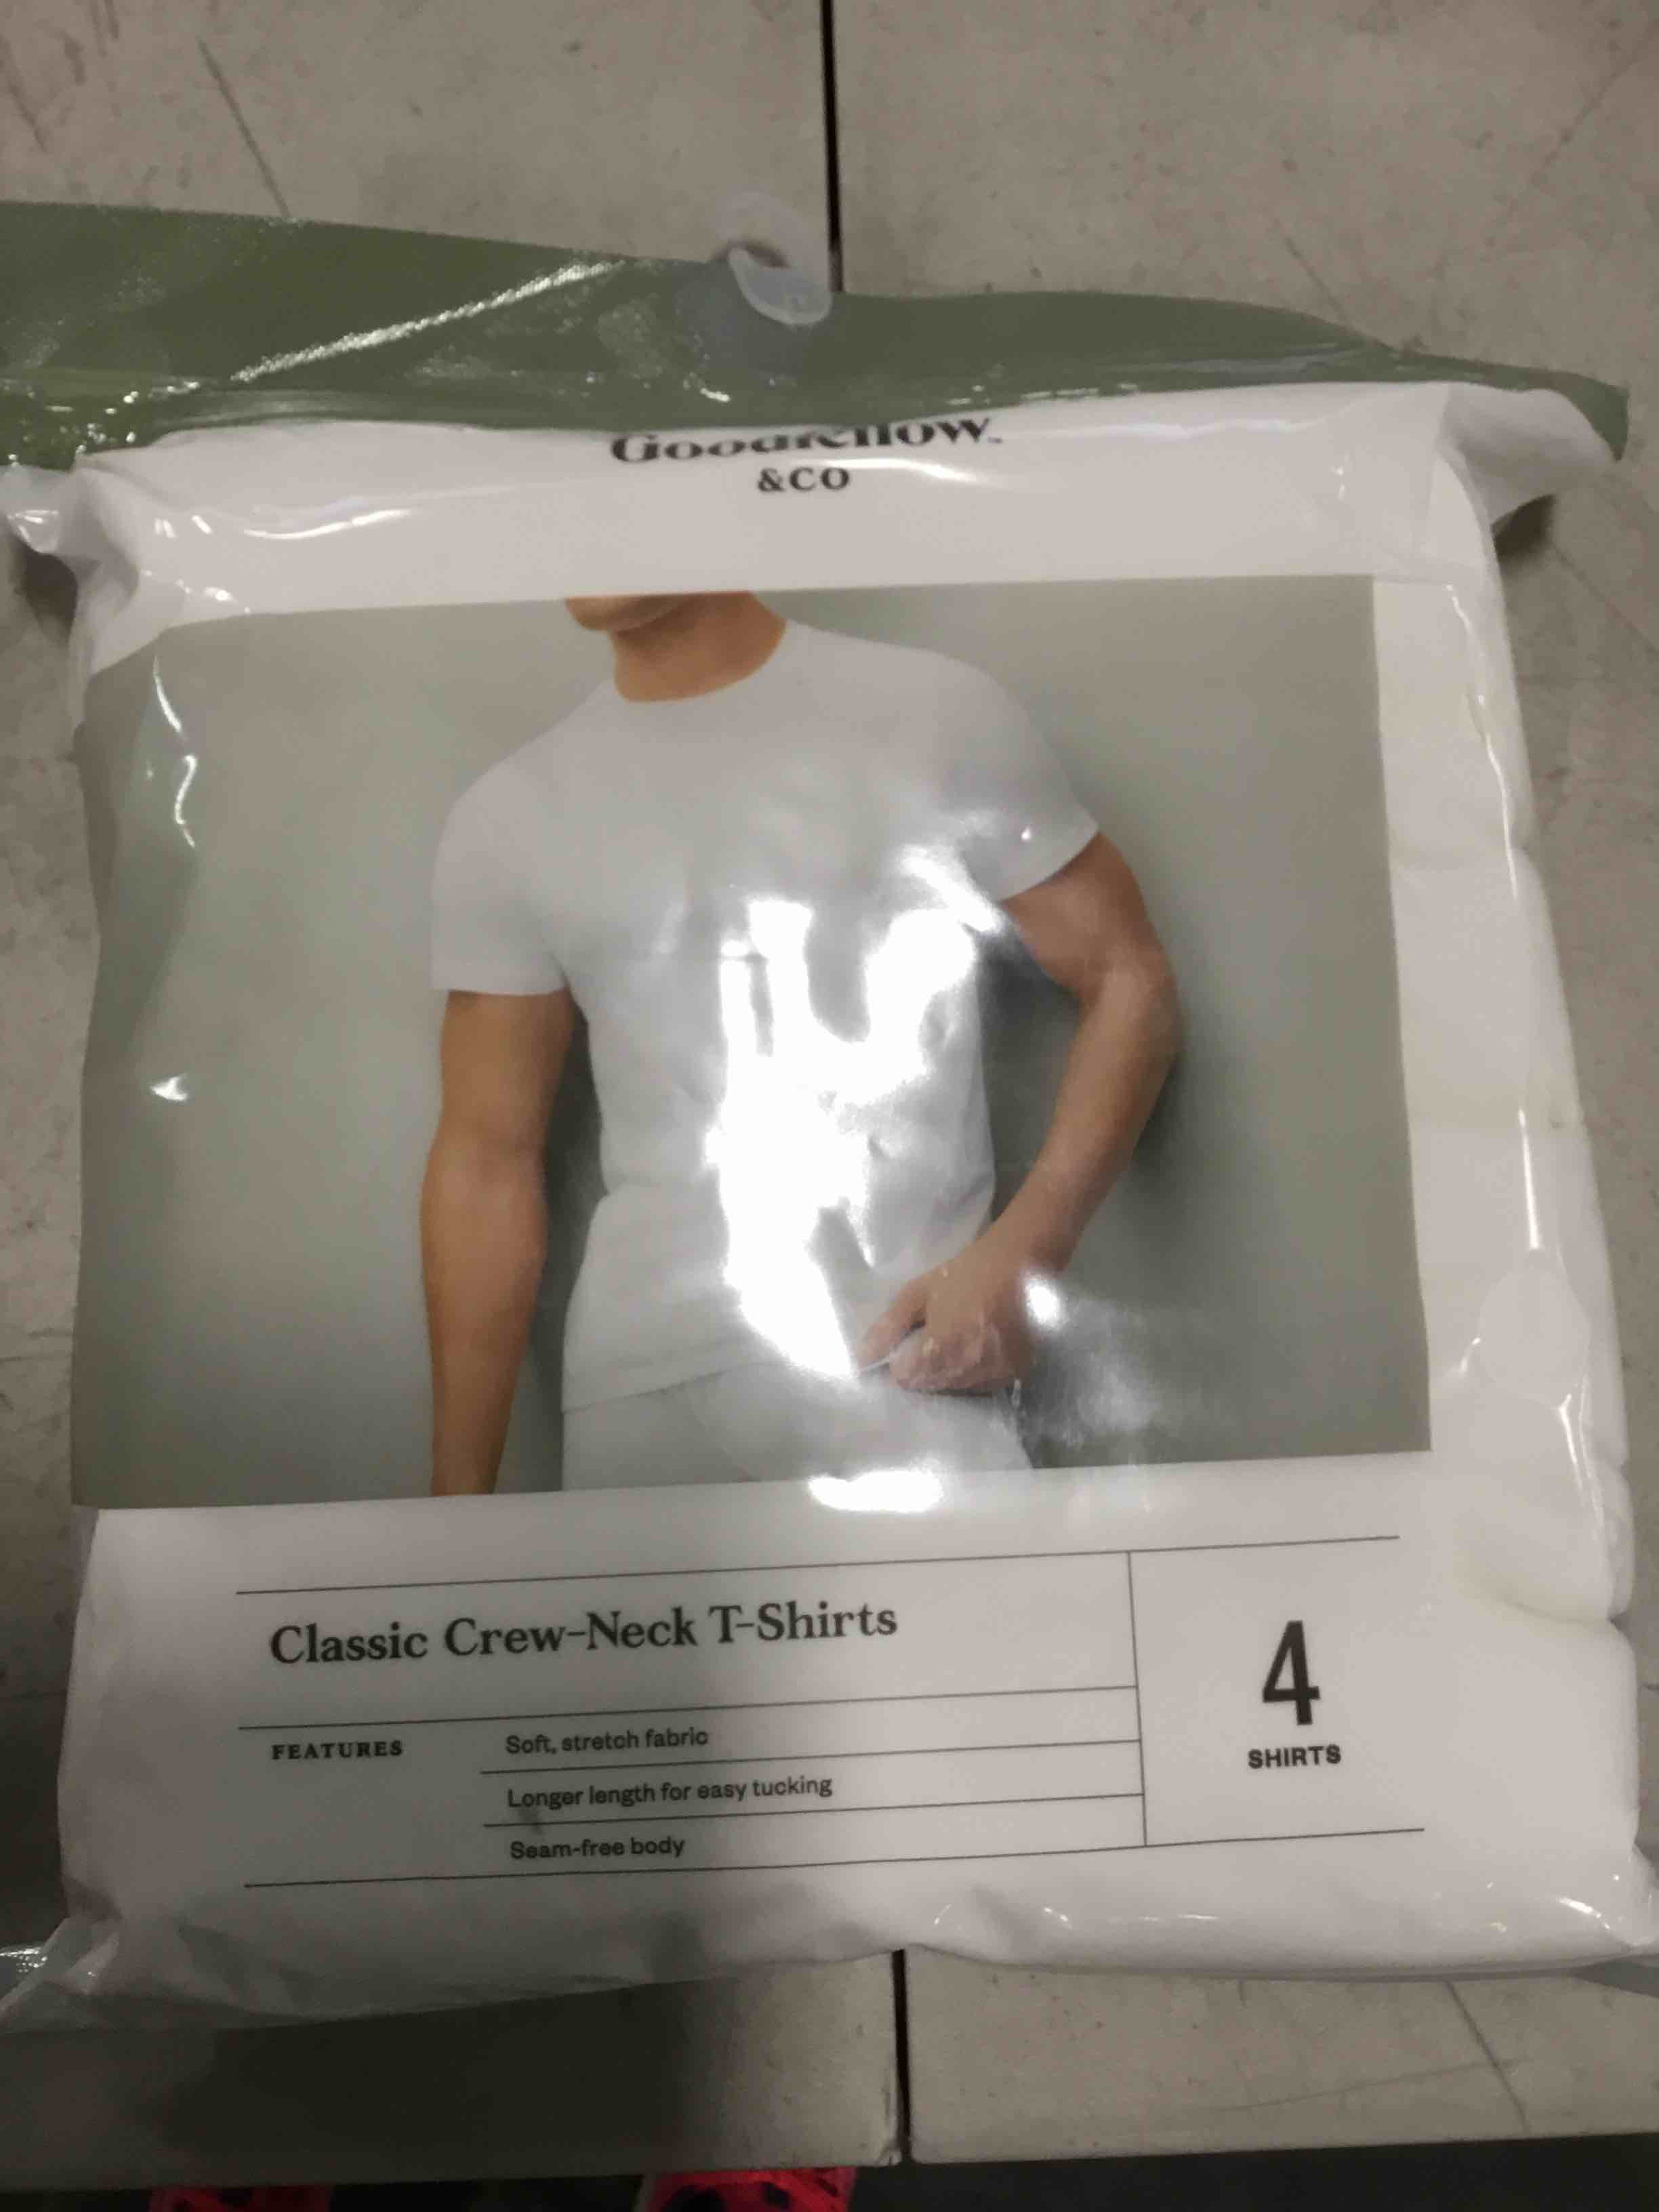 Goodfellow
&CO
Classic Crew-Neck T-Shirts
FEATURES
Soft, stretch fabric
Longer length for easy tucking
Seam-free body
4
SHIRTS